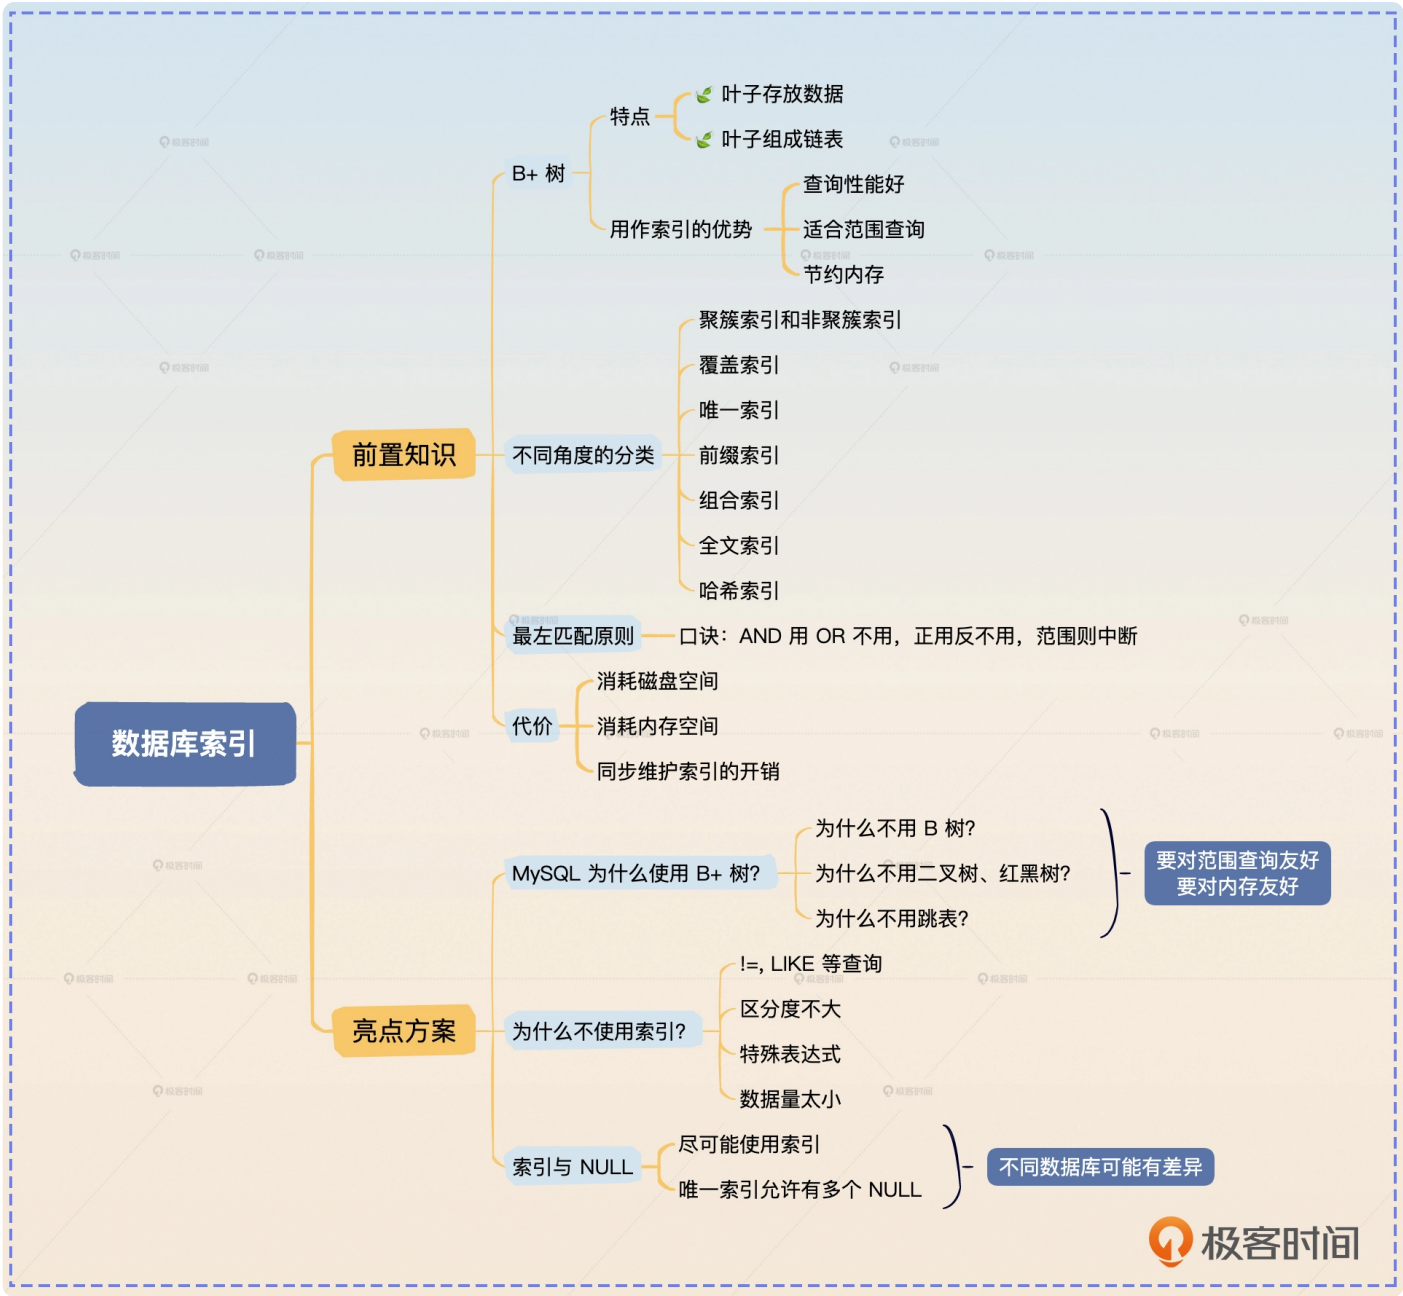 数据库索引
前置知识
B+ 树
特点
叶子存放数据
叶子组成链表
用作索引的优势
查询性能好
适合范围查询
节约内存
不同角度的分类
聚簇索引和非聚簇索引
覆盖索引
唯一索引
前缀索引
组合索引
全文索引
哈希索引
最左匹配原则
口诀：AND 用 OR 不用，正用反不用，范围则中断
代价
消耗磁盘空间
消耗内存空间
同步维护索引的开销
亮点方案
MySQL 为什么使用 B+ 树？
为什么不用 B 树？
为什么不用二叉树、红黑树？
为什么不用跳表？
要对范围查询友好
要对内存友好
为什么不使用索引？
!=, LIKE 等查询
区分度不大
特殊表达式
数据量太小
索引与 NULL
尽可能使用索引
唯一索引允许有多个 NULL
不同数据库可能有差异
极客时间